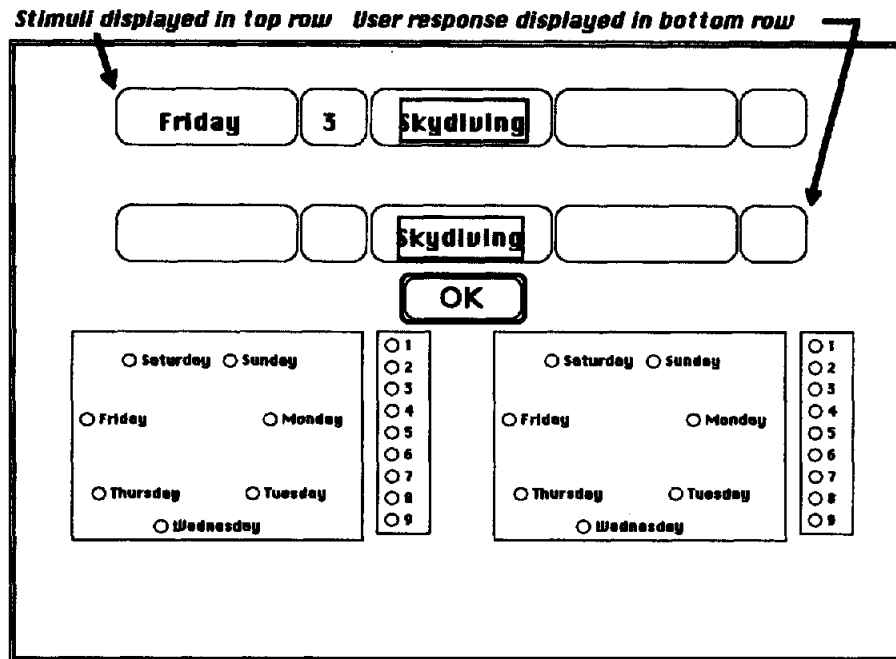 Stimuli displayed in top row User response displayed in bottom row
Friday 3 Skydiving
Skydiving
OK
Saturday Sunday
Friday Monday
Thursday Tuesday
Wednesday
1
2
3
4
5
6
7
8
9
Saturday Sunday
Friday Monday
Thursday Tuesday
Wednesday
1
2
3
4
5
6
7
8
9